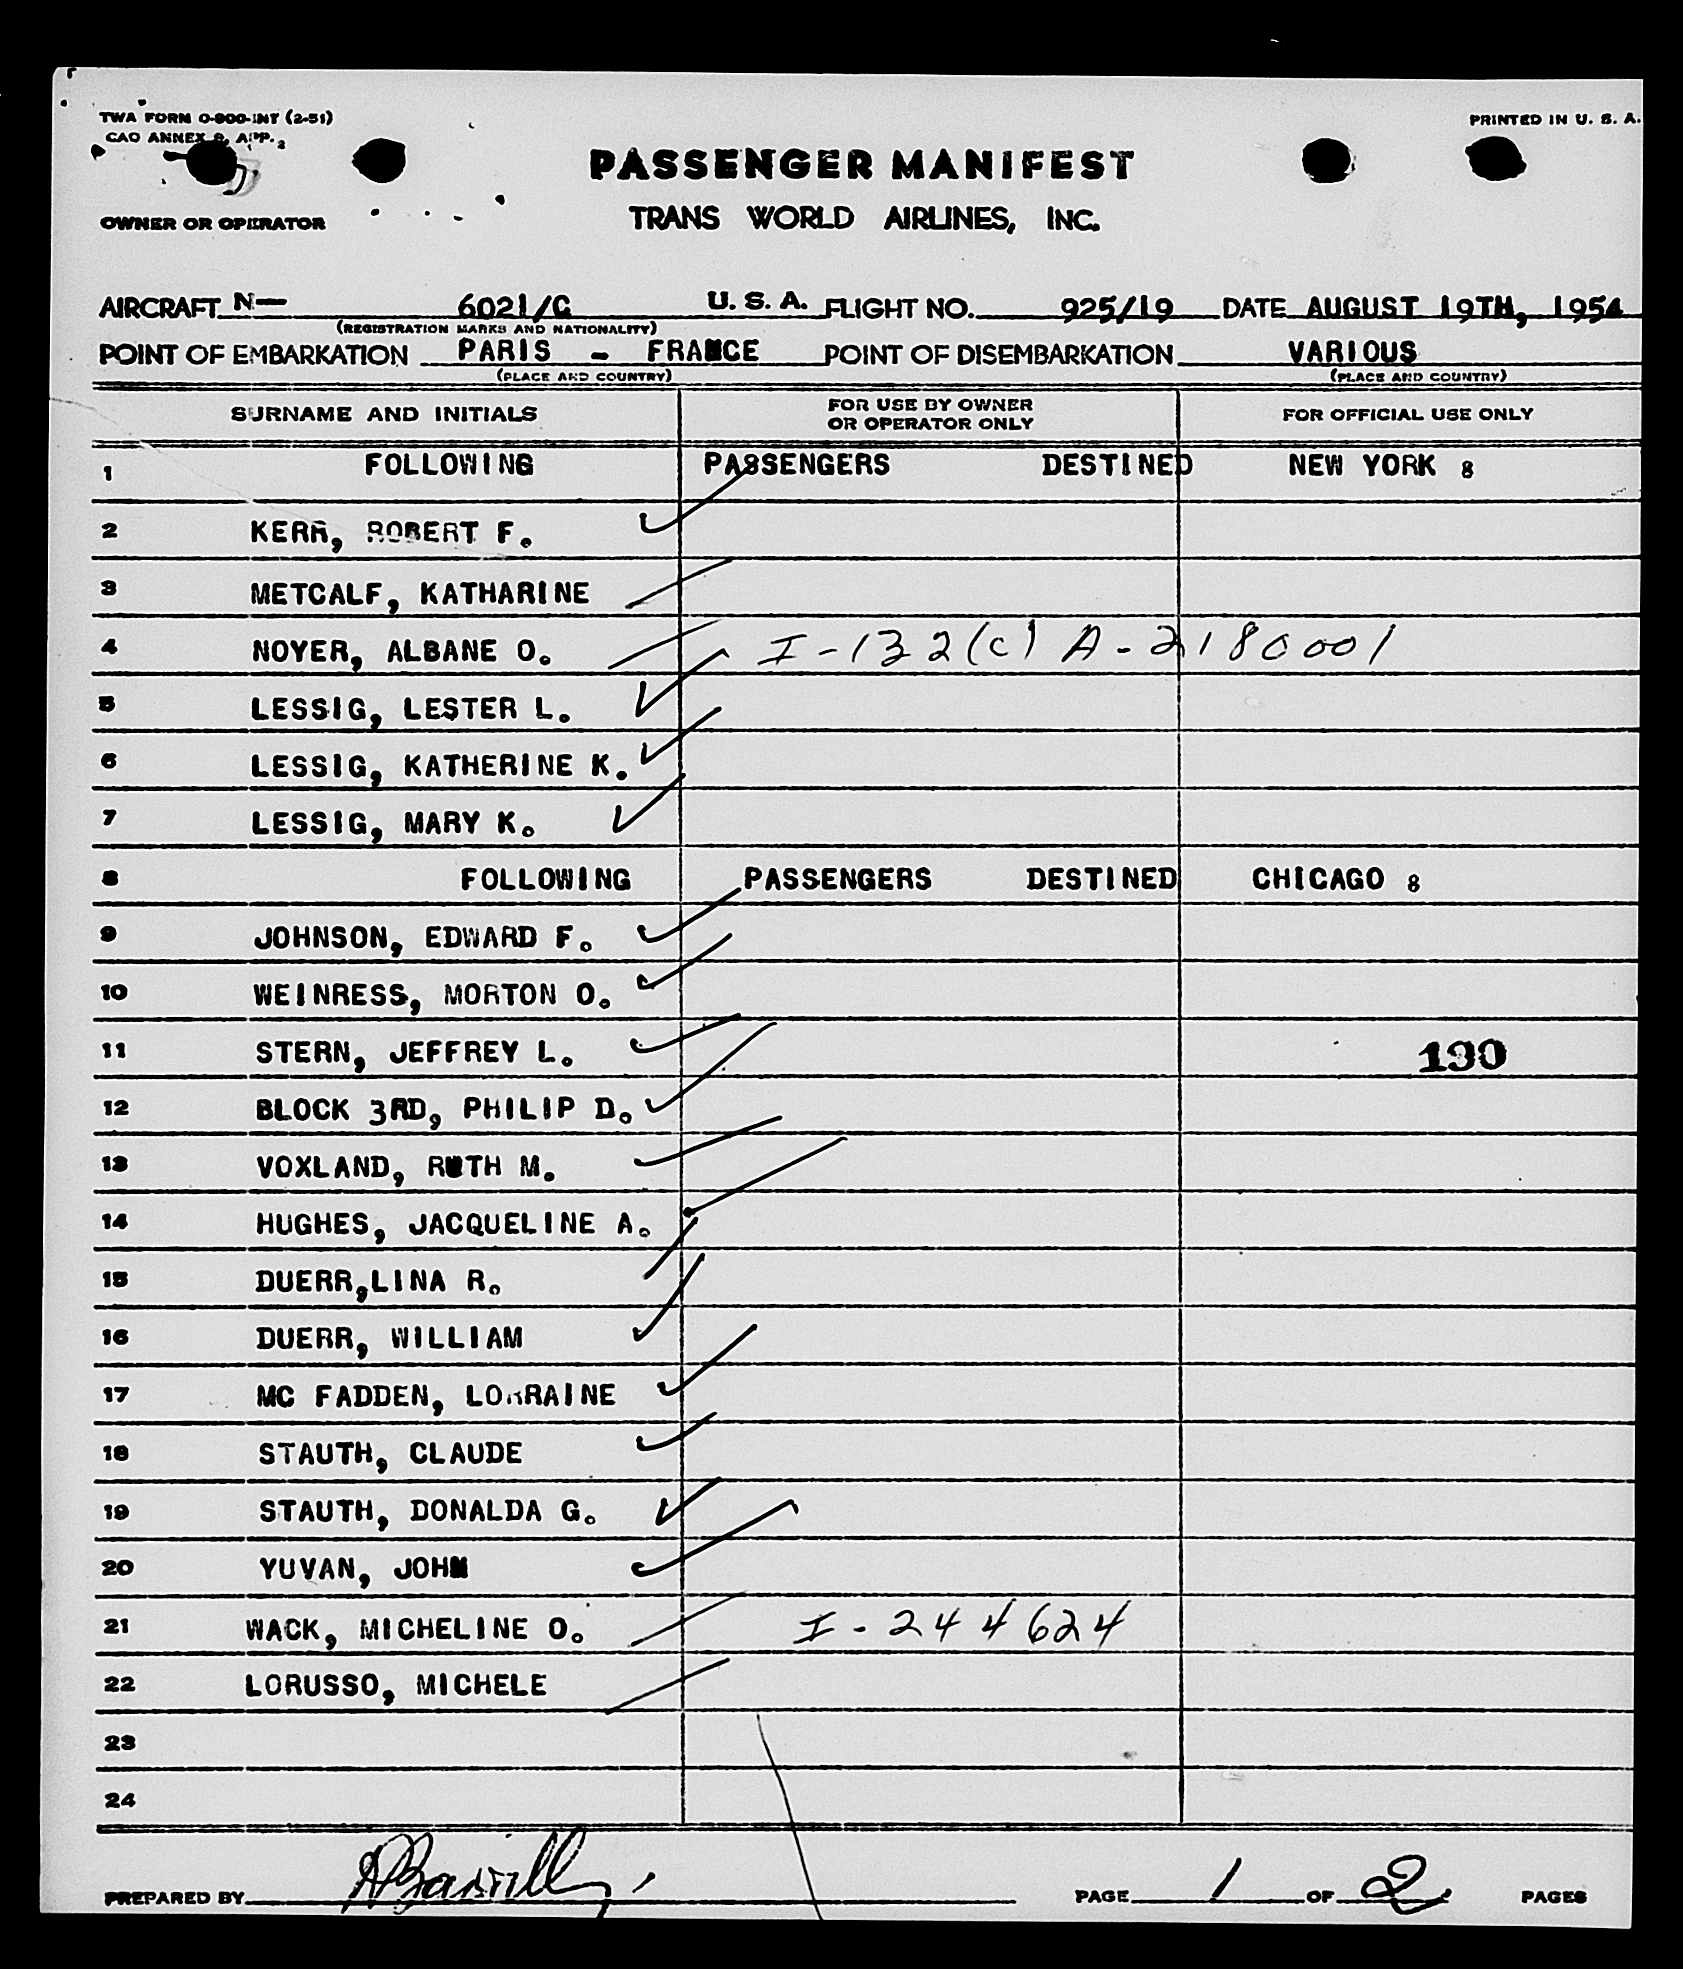 TWA FORM O-800-INT (2-51)
PRINTED IN U. S. A.
CAO ANNEX 9, APP. 2
PASSENGER MANIFEST
OWNER OR OPERATOR
TRANS WORLD AIRLINES, INC.
AIRCRAFT N— 6021/C U. S. A. FLIGHT NO. 925/19 DATE AUGUST 19TH, 1954
(REGISTRATION MARKS AND NATIONALITY)
POINT OF EMBARKATION PARIS - FRANCE POINT OF DISEMBARKATION VARIOUS
(PLACE AND COUNTRY) (PLACE AND COUNTRY)
SURNAME AND INITIALS FOR USE BY OWNER OR OPERATOR ONLY FOR OFFICIAL USE ONLY
1 FOLLOWING PASSENGERS DESTINED NEW YORK 8
2 KERR, ROBERT F.
3 METCALF, KATHARINE
4 NOYER, ALBANE O. I-132(C) A-2180001
5 LESSIG, LESTER L.
6 LESSIG, KATHERINE K.
7 LESSIG, MARY K.
8 FOLLOWING PASSENGERS DESTINED CHICAGO 8
9 JOHNSON, EDWARD F.
10 WEINRESS, MORTON O.
11 STERN, JEFFREY L. 190
12 BLOCK 3RD, PHILIP D.
13 VOXLAND, RUTH M.
14 HUGHES, JACQUELINE A.
15 DUERR,LINA R.
16 DUERR, WILLIAM
17 MC FADDEN, LORRAINE
18 STAUTH, CLAUDE
19 STAUTH, DONALDA G.
20 YUVAN, JOHN
21 WACK, MICHELINE O. I-244624
22 LORUSSO, MICHELE
23
24
PREPARED BY PAGE 1 OF 2 PAGES